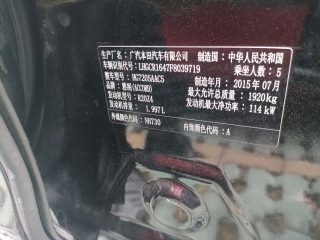 生产厂名：广汽本田汽车有限公司 制造国：中华人民共和国
车辆识别代号：LHGCR1647F8039719 乘坐人数：5
整车型号：HG7205AAC5 制造年月：2015年07月
品牌：雅阁(ACCORD) 最大允许总质量：1920kg
发动机型号：R20Z4 发动机最大净功率：114kW
发动机排量：1.997L
外观颜色代码：NH730 内饰颜色代码：A